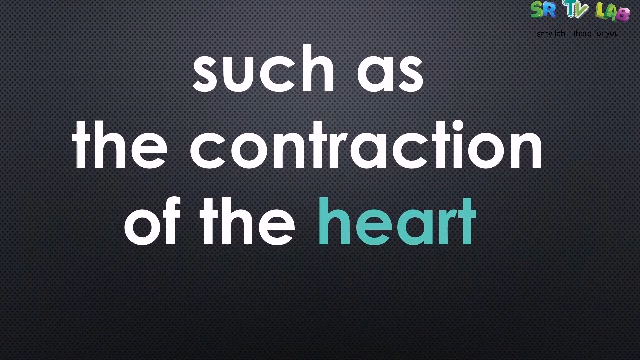 SR TV LAB
such as
the contraction
of the heart